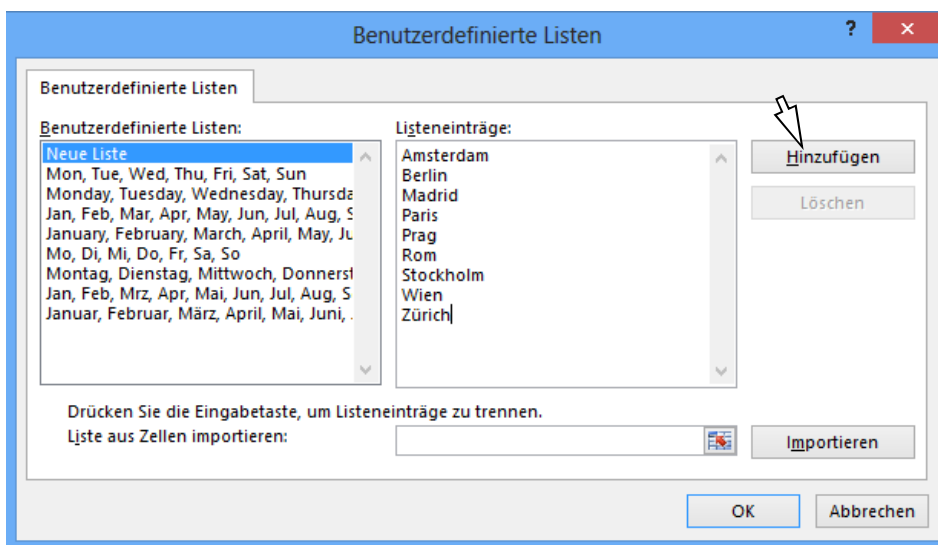 Benutzerdefinierte Listen
?
×
Benutzerdefinierte Listen
Benutzerdefinierte Listen:
Neue Liste
Mon, Tue, Wed, Thu, Fri, Sat, Sun
Monday, Tuesday, Wednesday, Thursda
Jan, Feb, Mar, Apr, May, Jun, Jul, Aug, S
January, February, March, April, May, Ju
Mo, Di, Mi, Do, Fr, Sa, So
Montag, Dienstag, Mittwoch, Donnerst
Jan, Feb, Mrz, Apr, Mai, Jun, Jul, Aug, S
Januar, Februar, März, April, Mai, Juni, .
Listeneinträge:
Amsterdam
Berlin
Madrid
Paris
Prag
Rom
Stockholm
Wien
Zürich
Hinzufügen
Löschen
Drücken Sie die Eingabetaste, um Listeneinträge zu trennen.
Liste aus Zellen importieren:
Importieren
OK
Abbrechen